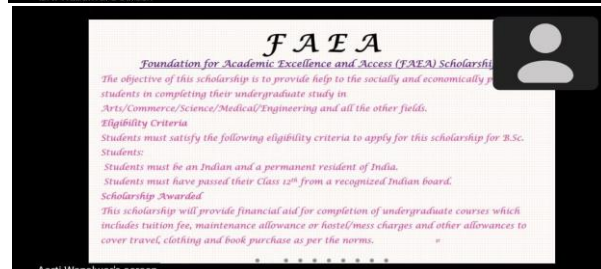 FAEA
Foundation for Academic Excellence and Access (FAEA)
The objective of this scholarship is to provide help to the socially and economically
students in completing their undergraduate study in
Arts/Commerce/Science/Medical/Engineering and all the other fields.
Eligibility Criteria
Students must satisfy the following eligibility criteria to apply for this scholarship for B.Sc.
Students:
Students must be an Indian and a permanent resident of India.
Students must have passed their Class 12th from a recognized Indian board.
Scholarship Awarded
This scholarship will provide financial aid for completion of undergraduate courses which
includes tuition fee, maintenance allowance or hostel/mess charges and other allowances to
cover travel, clothing and book purchase as per the norms.